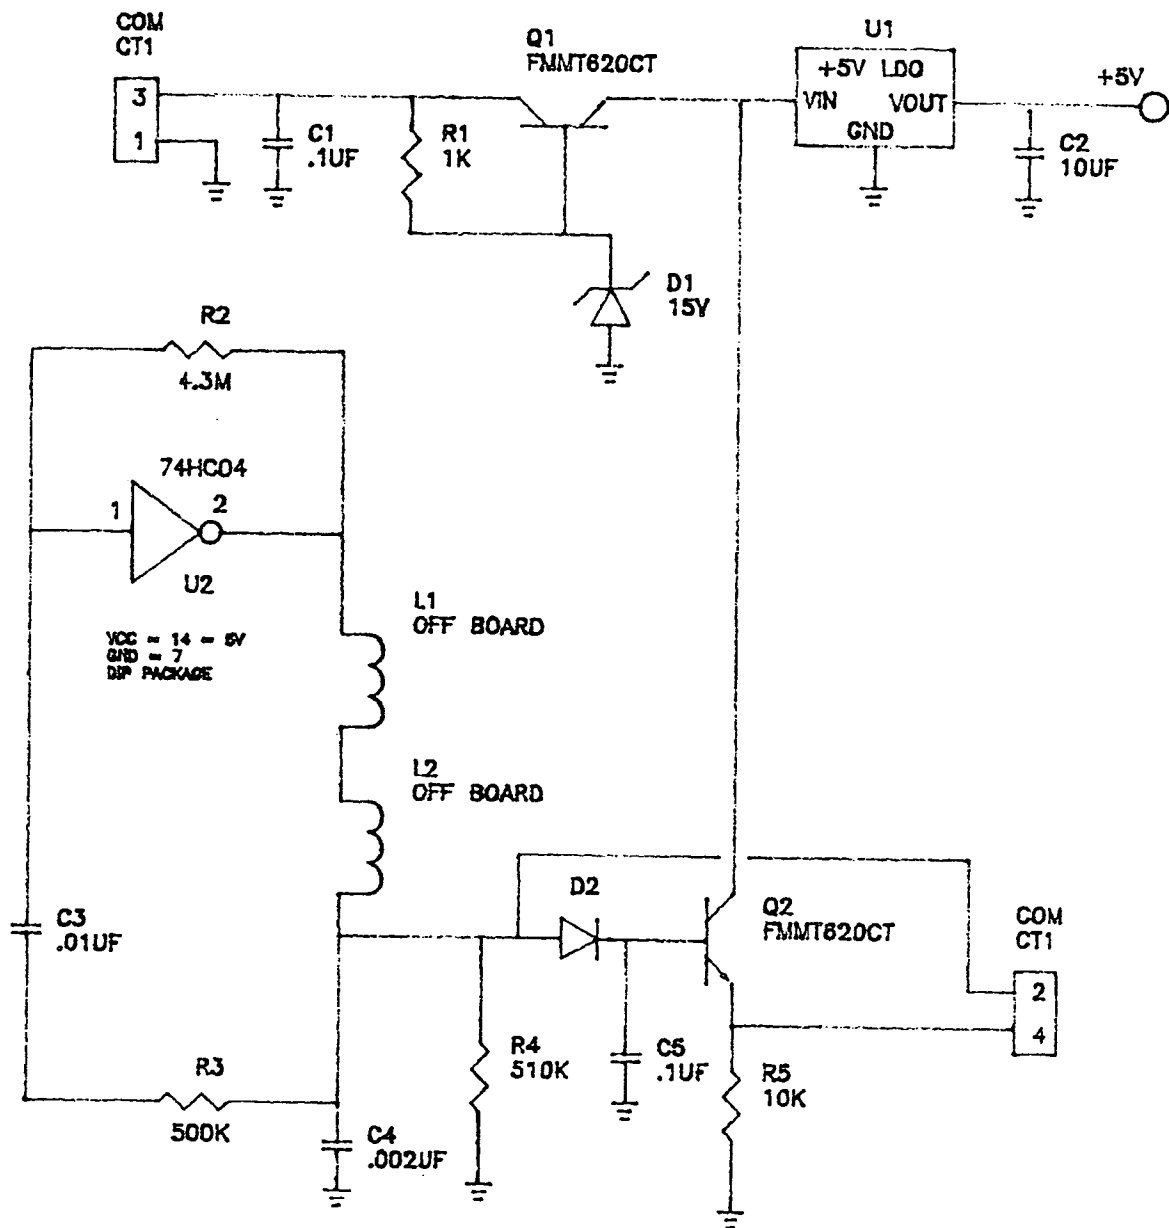 COM
CT1
3
1
C1
.1UF
R1
1K
Q1
FMMT620CT
U1
+5V LDO
VIN VOUT
GND
+5V
C2
10UF
D1
15V
R2
4.3M
74HC04
1
2
U2
VCC = 14 = 5V
GND = 7
DIP PACKAGE
L1
OFF BOARD
L2
OFF BOARD
C3
.01UF
D2
Q2
FMMT620CT
COM
CT1
2
4
R3
500K
C4
.002UF
R4
510K
C5
.1UF
R5
10K